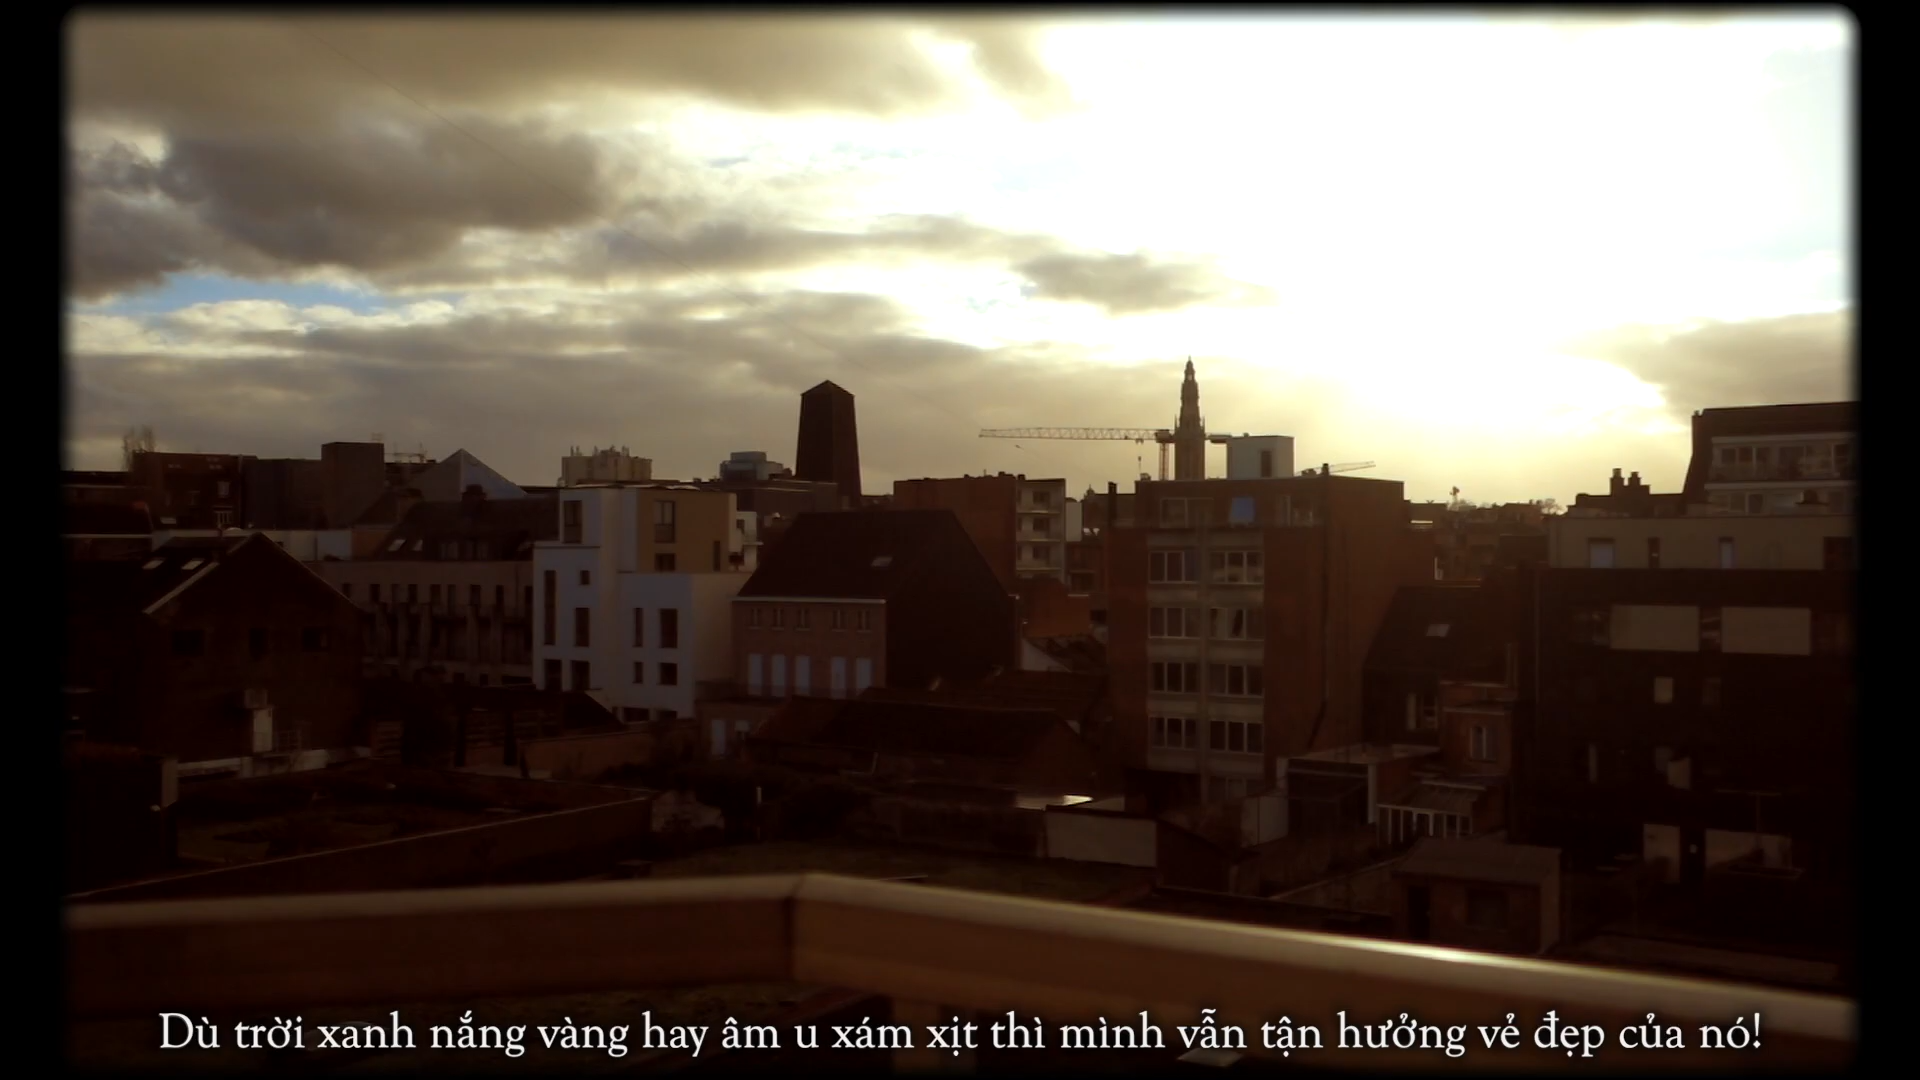 Dù trời xanh nắng vàng hay âm u xám xịt thì mình vẫn tận hưởng vẻ đẹp của nó!